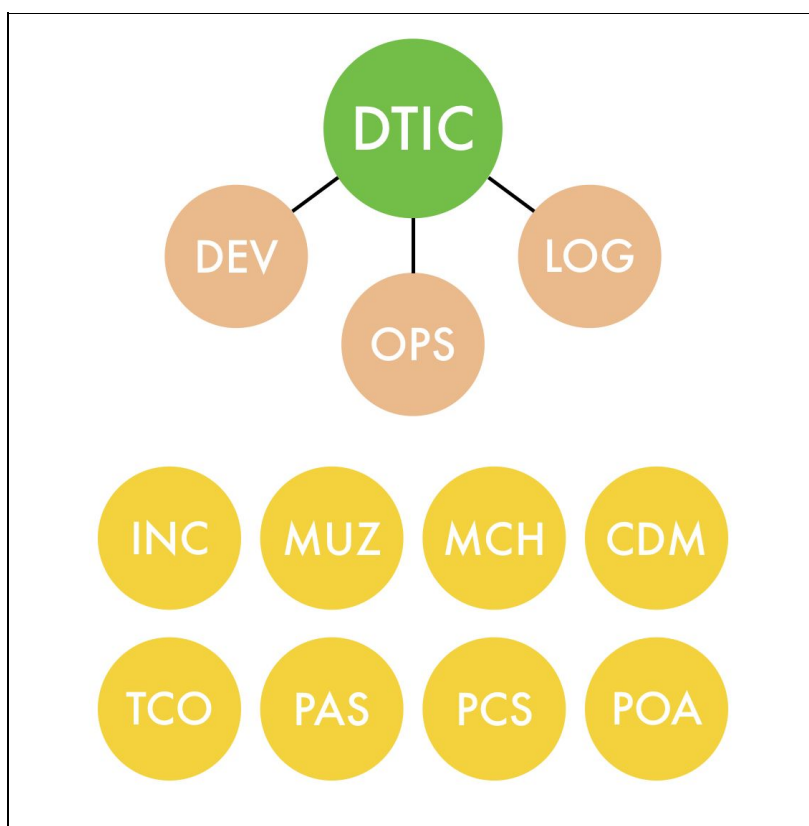 DTIC
DEV
LOG
OPS
INC
MUZ
MCH
CDM
TCO
PAS
PCS
POA